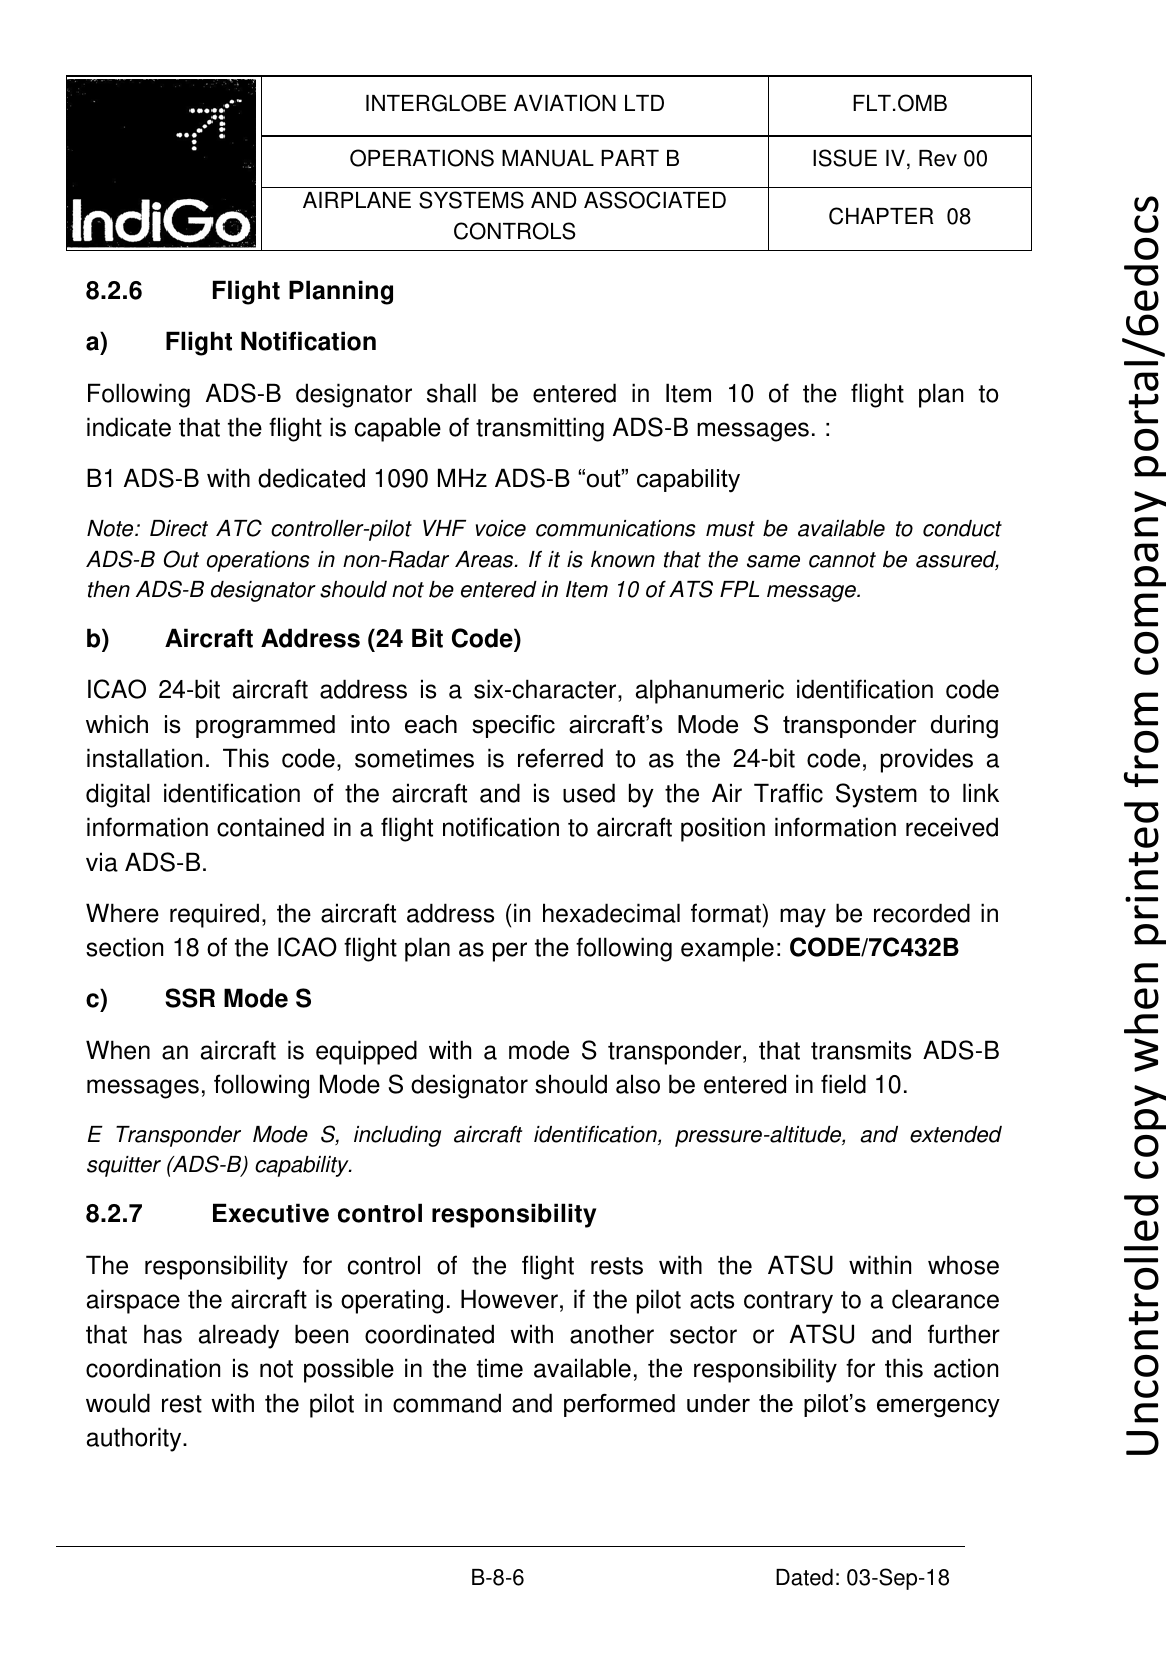 IndiGo
INTERGLOBE AVIATION LTD
FLT.OMB
OPERATIONS MANUAL PART B
ISSUE IV, Rev 00
AIRPLANE SYSTEMS AND ASSOCIATED
CONTROLS
CHAPTER 08
8.2.6 Flight Planning
a) Flight Notification
Following ADS-B designator shall be entered in Item 10 of the flight plan to
indicate that the flight is capable of transmitting ADS-B messages. :
B1 ADS-B with dedicated 1090 MHz ADS-B “out” capability
Note: Direct ATC controller-pilot VHF voice communications must be available to conduct
ADS-B Out operations in non-Radar Areas. If it is known that the same cannot be assured,
then ADS-B designator should not be entered in Item 10 of ATS FPL message.
b) Aircraft Address (24 Bit Code)
ICAO 24-bit aircraft address is a six-character, alphanumeric identification code
which is programmed into each specific aircraft’s Mode S transponder during
installation. This code, sometimes is referred to as the 24-bit code, provides a
digital identification of the aircraft and is used by the Air Traffic System to link
information contained in a flight notification to aircraft position information received
via ADS-B.
Where required, the aircraft address (in hexadecimal format) may be recorded in
section 18 of the ICAO flight plan as per the following example: CODE/7C432B
c) SSR Mode S
When an aircraft is equipped with a mode S transponder, that transmits ADS-B
messages, following Mode S designator should also be entered in field 10.
E Transponder Mode S, including aircraft identification, pressure-altitude, and extended
squitter (ADS-B) capability.
8.2.7 Executive control responsibility
The responsibility for control of the flight rests with the ATSU within whose
airspace the aircraft is operating. However, if the pilot acts contrary to a clearance
that has already been coordinated with another sector or ATSU and further
coordination is not possible in the time available, the responsibility for this action
would rest with the pilot in command and performed under the pilot’s emergency
authority.
B-8-6
Dated: 03-Sep-18
Uncontrolled copy when printed from company portal/6edocs